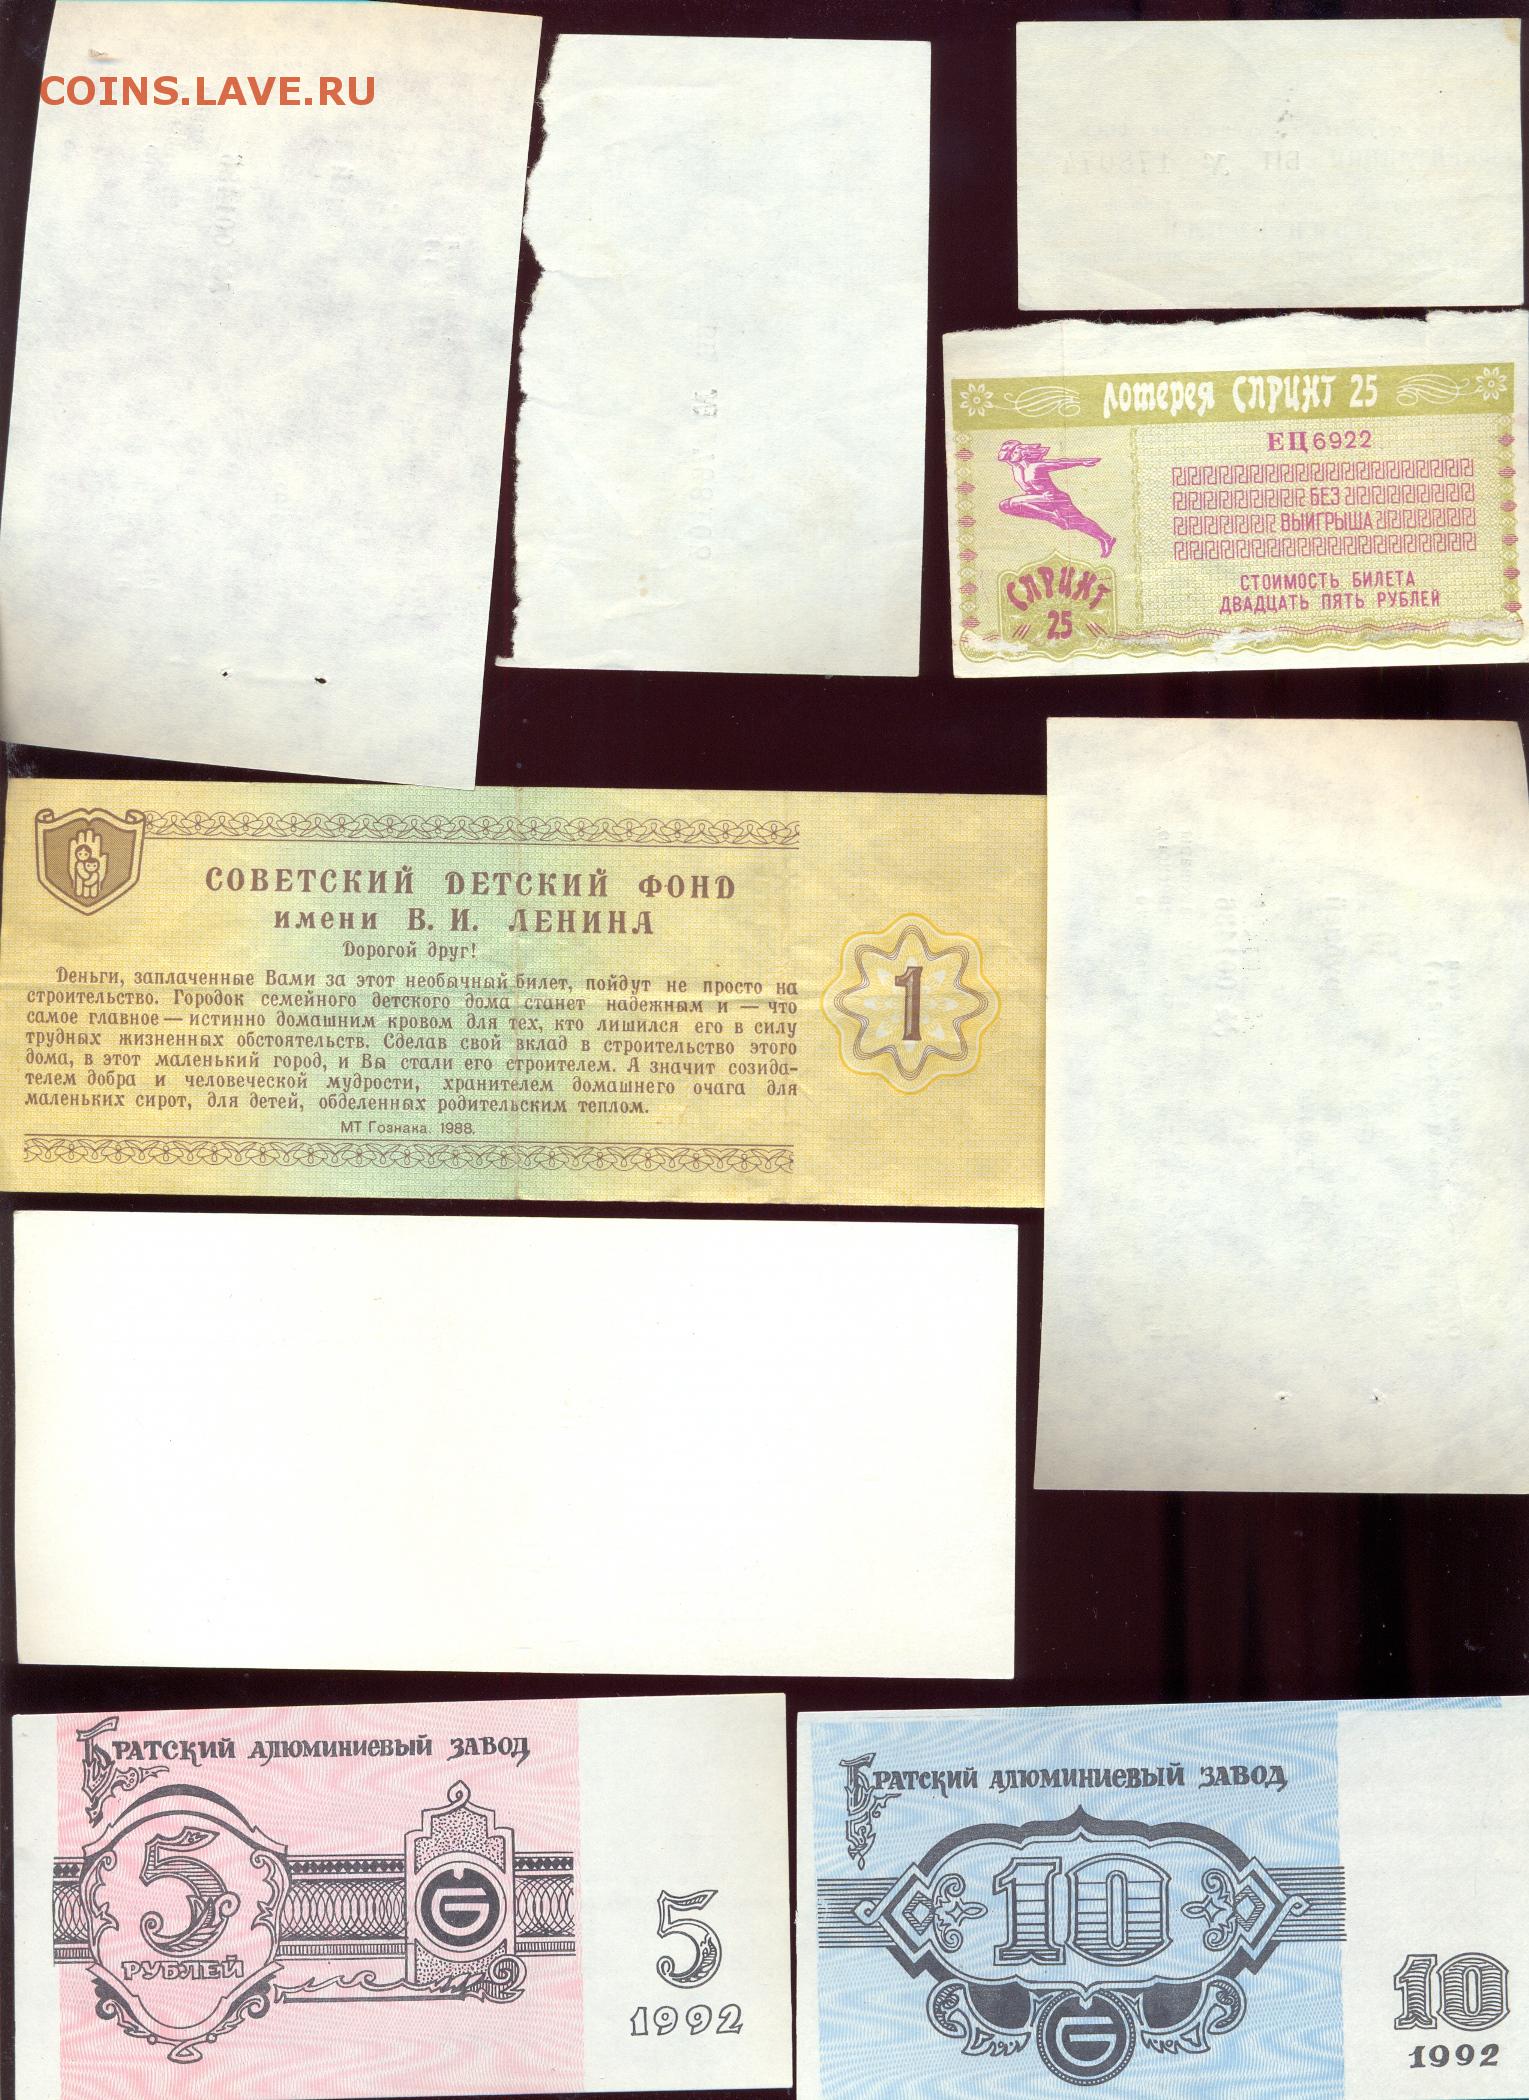 COINS.LAVE.RU
№ 178074
Лотерея СПРИНТ 25
ЕЦ6922
БЕЗ
ВЫИГРЫША
СТОИМОСТЬ БИЛЕТА
ДВАДЦАТЬ ПЯТЬ РУБЛЕЙ
СПРИНТ
25
СОВЕТСКИЙ ДЕТСКИЙ ФОНД
имени В. И. ЛЕНИНА
Дорогой друг!
Деньги, заплаченные Вами за этот необычный билет, пойдут не просто на
строительство. Городок семейного детского дома станет надежным и — что
самое главное — истинно домашним кровом для тех, кто лишился его в силу
трудных жизненных обстоятельств. Сделав свой вклад в строительство этого
дома, в этот маленький город, и Вы стали его строителем. А значит созида-
телем добра и человеческой мудрости, хранителем домашнего очага для
маленьких сирот, для детей, обделенных родительским теплом.
МТ Гознака. 1988.
1
БРАТСКИЙ АЛЮМИНИЕВЫЙ ЗАВОД
5
РУБЛЕЙ
5
1992
БРАТСКИЙ АЛЮМИНИЕВЫЙ ЗАВОД
10
10
1992